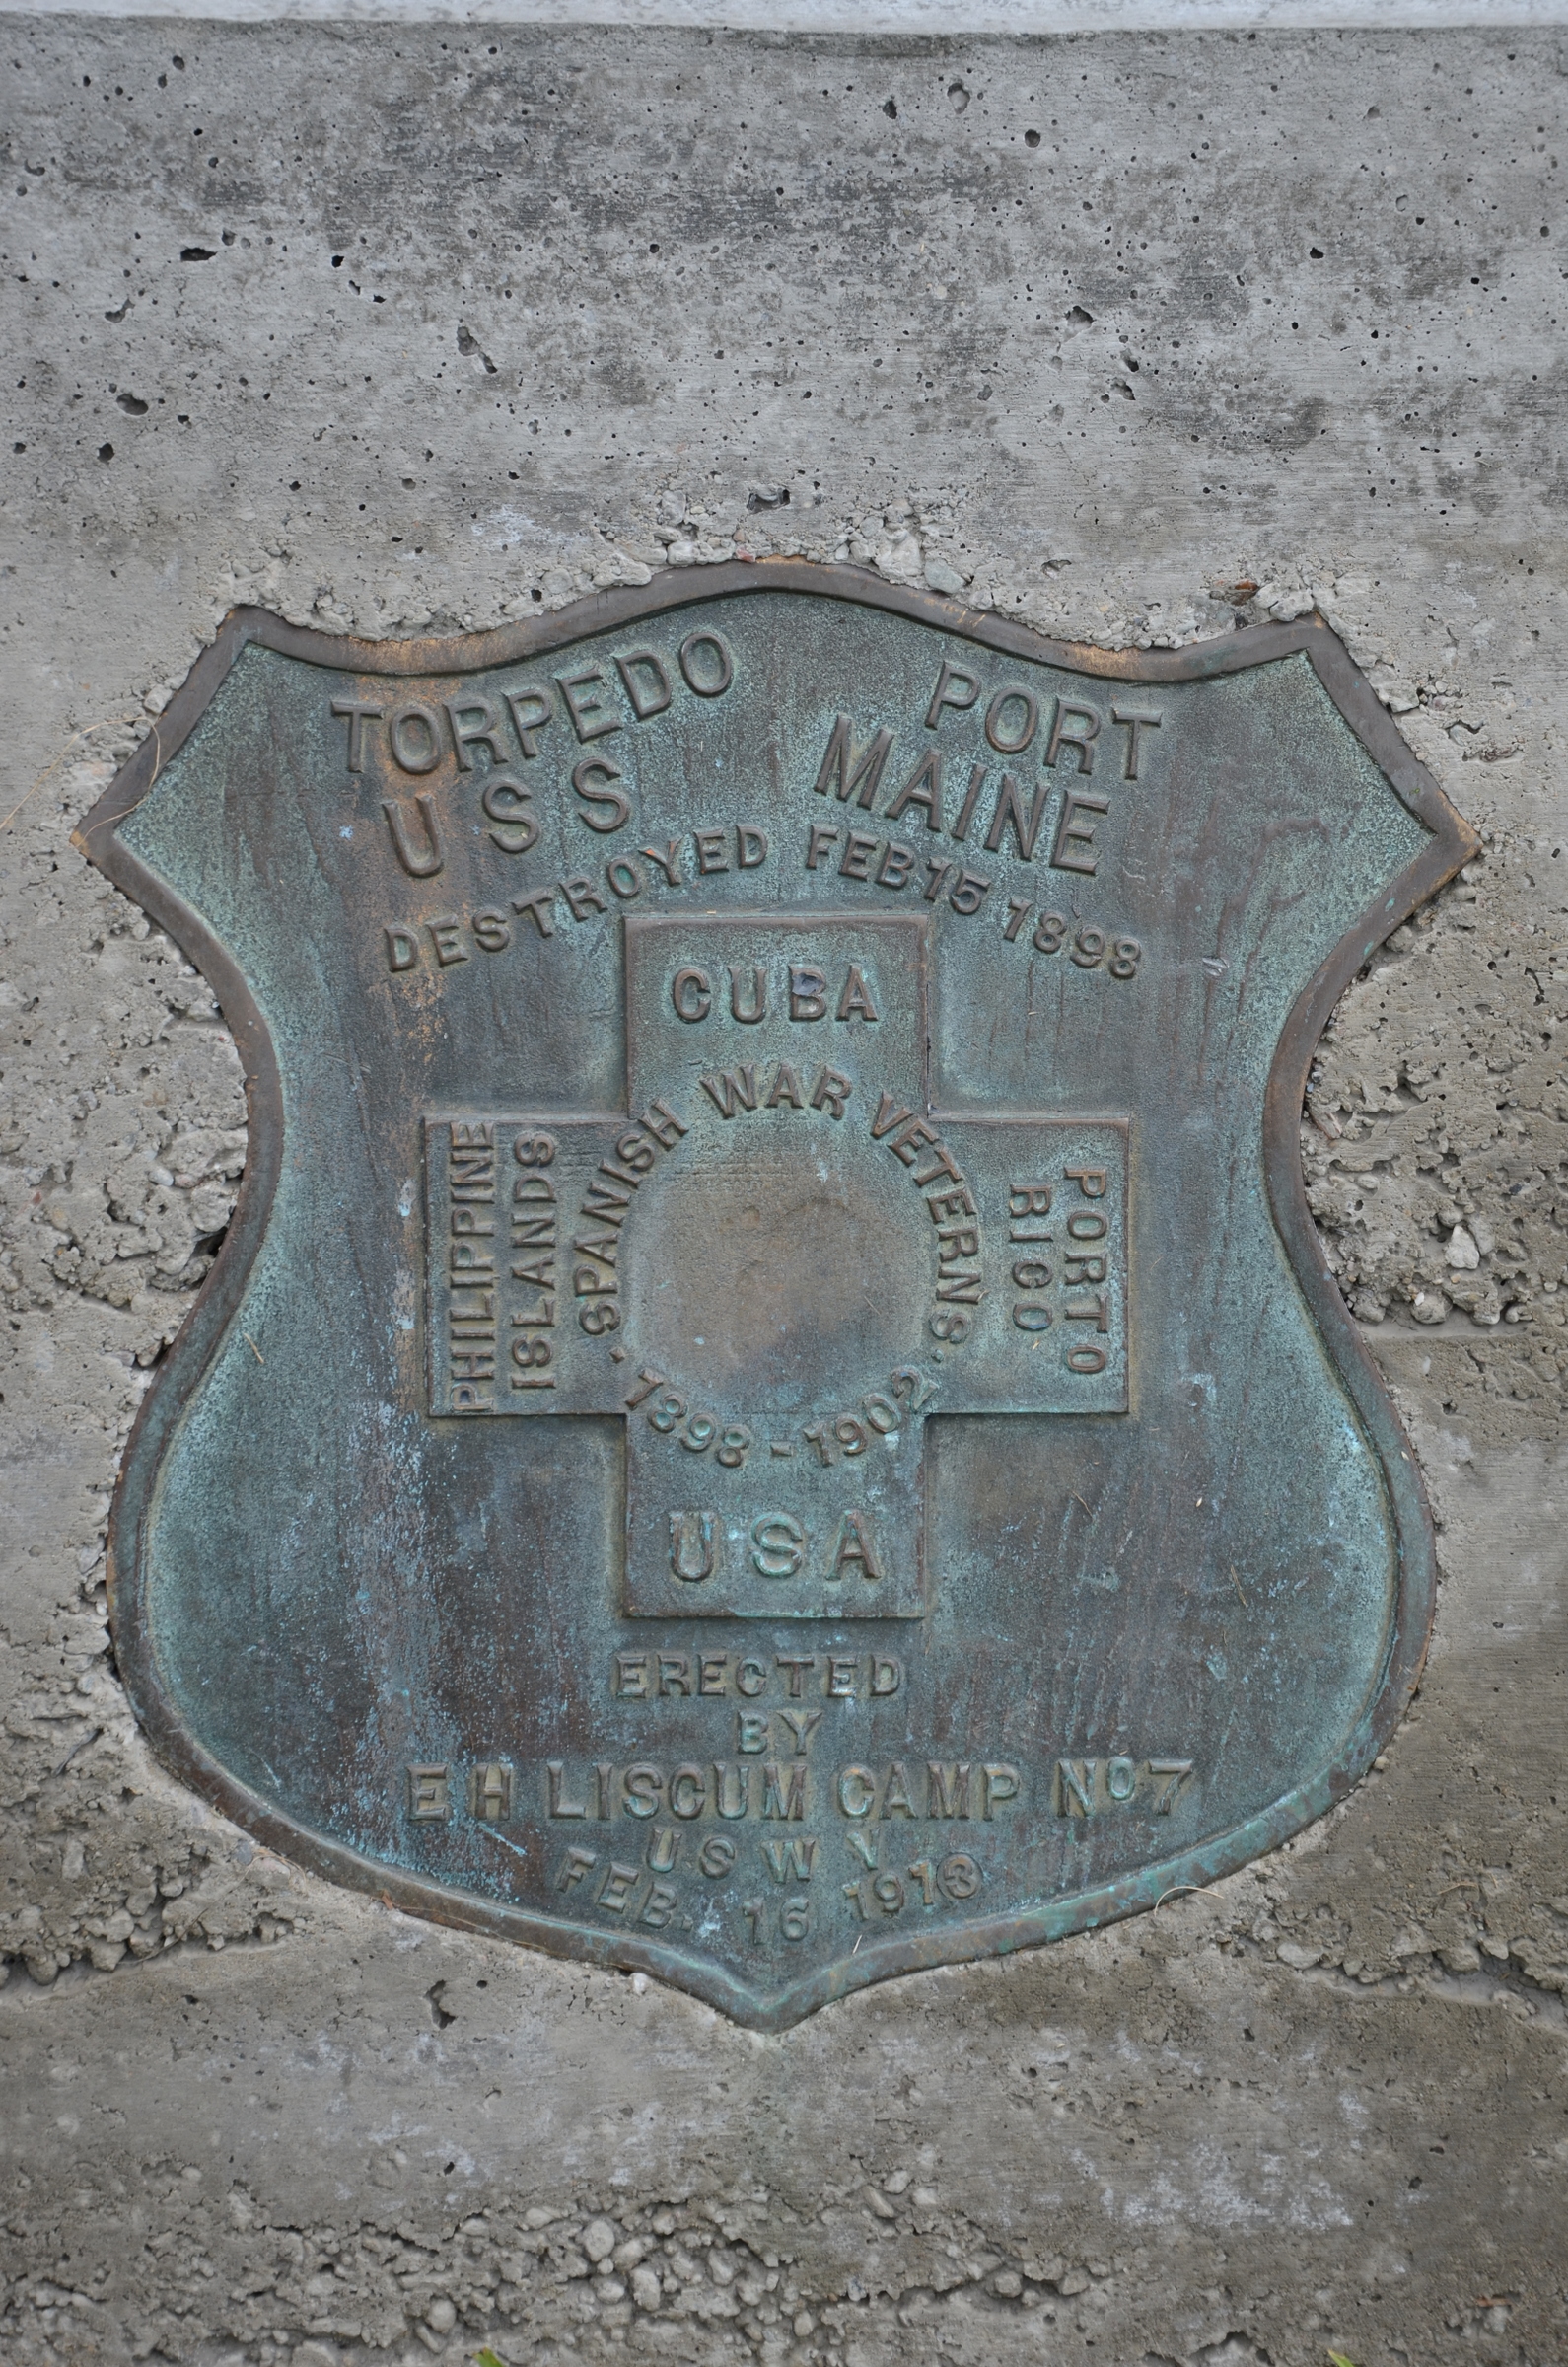 TORPEDO PORT
USS MAINE
DESTROYED FEB 15 1898
CUBA
PHILIPPINE
ISLANDS
· SPANISH WAR VETERNS ·
PORTO
RICO
1898 - 1902
USA
ERECTED
BY
E H LISCUM CAMP NO 7
U S W V
FEB. 16 1913